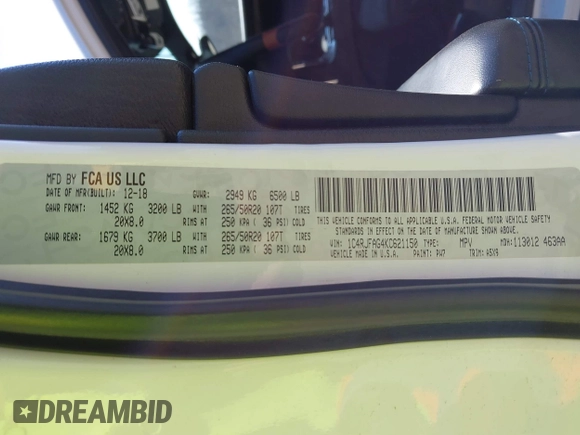 MFD BY FCA US LLC
DATE OF MFR(BUILT): 12-18 GVWR: 2949 KG 6500 LB
GAWR FRONT: 1452 KG 3200 LB WITH 265/50R20 107T TIRES
20X8.0 RIMS AT 250 KPA ( 36 PSI) COLD
GAWR REAR: 1679 KG 3700 LB WITH 265/50R20 107T TIRES
20X8.0 RIMS AT 250 KPA ( 36 PSI) COLD
THIS VEHICLE CONFORMS TO ALL APPLICABLE U.S.A. FEDERAL MOTOR VEHICLE SAFETY
STANDARDS IN EFFECT ON THE DATE OF MANUFACTURE SHOWN ABOVE.
VIN: 1C4RJFAG4KC621150 TYPE: MPV MDH:113012 463AA
VEHICLE MADE IN U.S.A. PAINT: PW7 TRIM: A5X9
DREAMBID